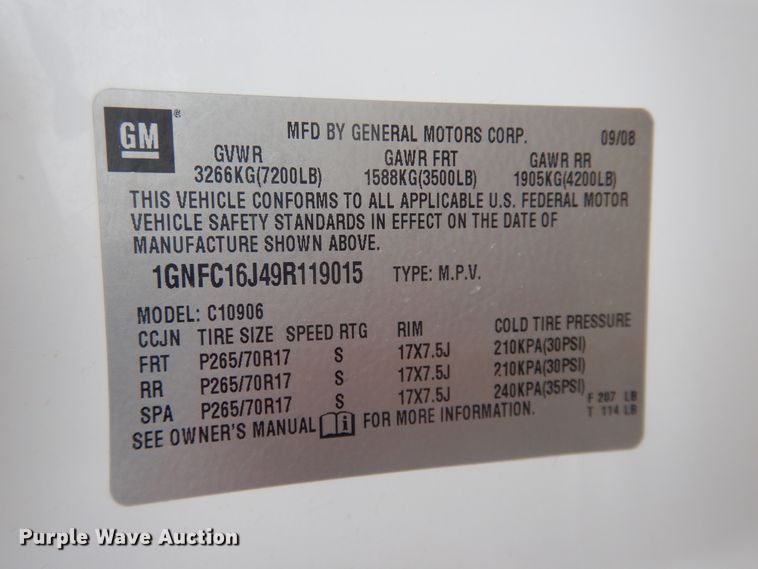 GM®
MFD BY GENERAL MOTORS CORP. 09/08
GVWR GAWR FRT GAWR RR
3266KG(7200LB) 1588KG(3500LB) 1905KG(4200LB)
THIS VEHICLE CONFORMS TO ALL APPLICABLE U.S. FEDERAL MOTOR
VEHICLE SAFETY STANDARDS IN EFFECT ON THE DATE OF
MANUFACTURE SHOWN ABOVE.
1GNFC16J49R119015 TYPE: M.P.V.
MODEL: C10906
CCJN TIRE SIZE SPEED RTG RIM COLD TIRE PRESSURE
FRT P265/70R17 S 17X7.5J 210KPA(30PSI)
RR P265/70R17 S 17X7.5J 210KPA(30PSI)
SPA P265/70R17 S 17X7.5J 240KPA(35PSI)
F 207 LB
T 114 LB
SEE OWNER'S MANUAL i FOR MORE INFORMATION.
Purple Wave Auction